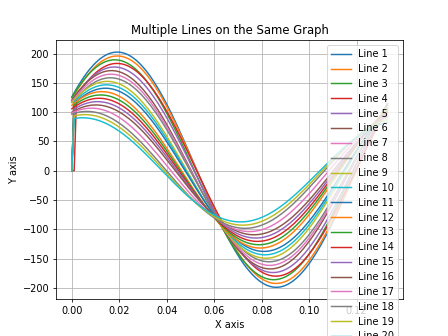 Multiple Lines on the Same Graph
Y axis
200
150
100
50
0
−50
−100
−150
−200
0.00
0.02
0.04
0.06
0.08
0.10
X axis
Line 1
Line 2
Line 3
Line 4
Line 5
Line 6
Line 7
Line 8
Line 9
Line 10
Line 11
Line 12
Line 13
Line 14
Line 15
Line 16
Line 17
Line 18
Line 19
Line 20